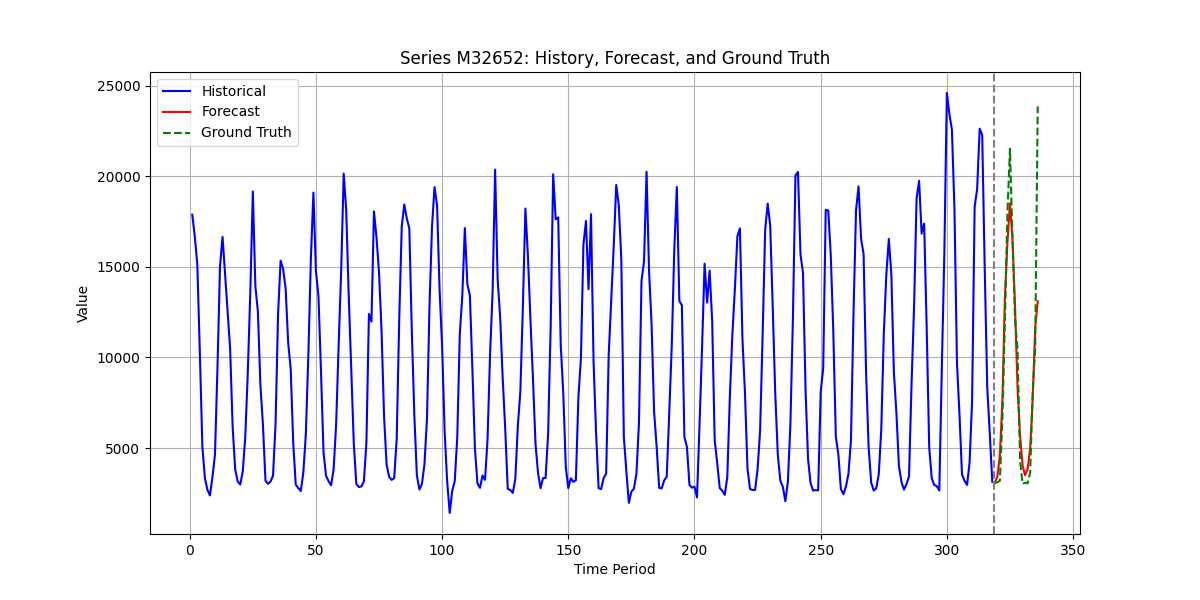 Series M32652: History, Forecast, and Ground Truth
Historical
Forecast
Ground Truth
25000
20000
15000
10000
5000
Value
0
50
100
150
200
250
300
350
Time Period